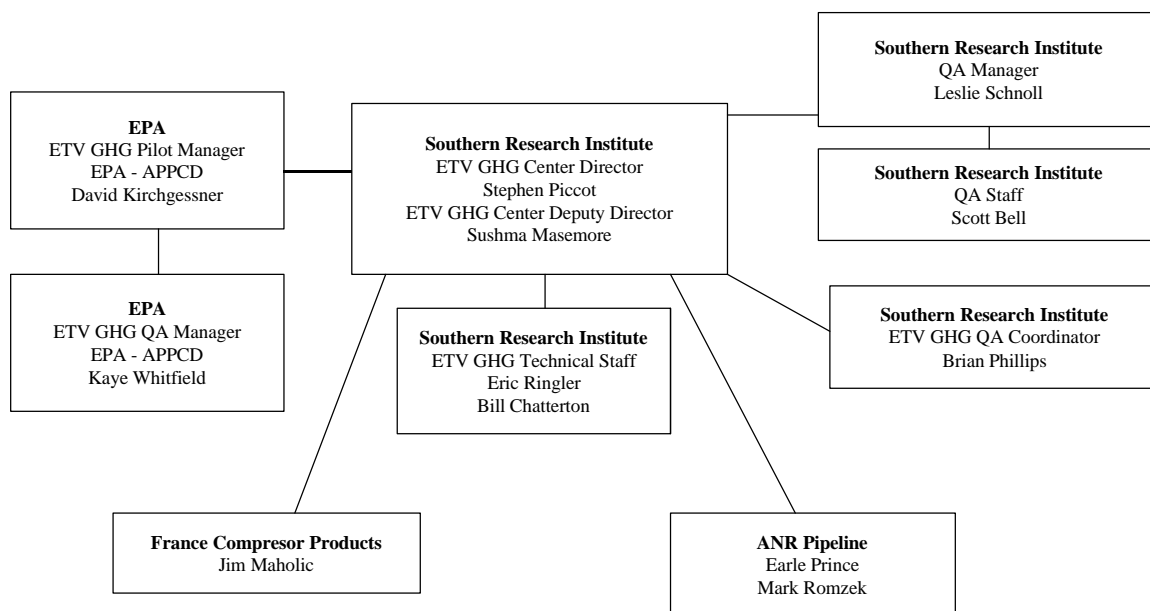 Southern Research Institute
QA Manager
Leslie Schnoll
EPA
ETV GHG Pilot Manager
EPA - APPCD
David Kirchgessner
Southern Research Institute
ETV GHG Center Director
Stephen Piccot
ETV GHG Center Deputy Director
Sushma Masemore
Southern Research Institute
QA Staff
Scott Bell
EPA
ETV GHG QA Manager
EPA - APPCD
Kaye Whitfield
Southern Research Institute
ETV GHG Technical Staff
Eric Ringler
Bill Chatterton
Southern Research Institute
ETV GHG QA Coordinator
Brian Phillips
France Compresor Products
Jim Maholic
ANR Pipeline
Earle Prince
Mark Romzek